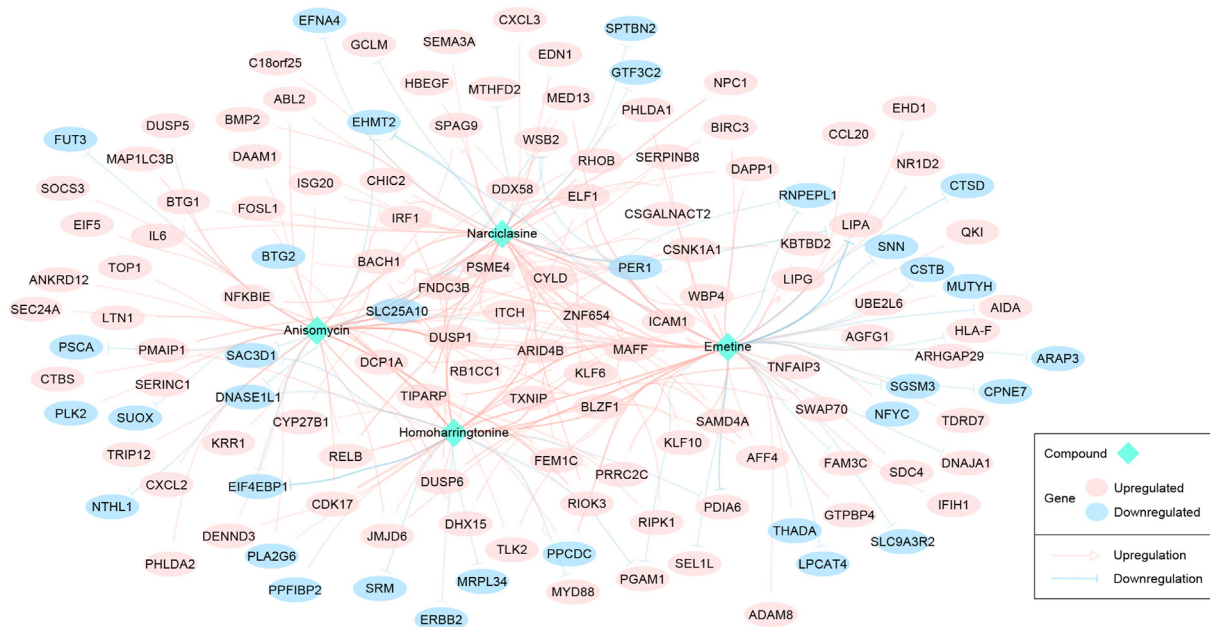 CXCL3
EFNA4
SPTBN2
GCLM
SEMA3A
EDN1
C18orf25
GTF3C2
HBEGF
MTHFD2
NPC1
ABL2
MED13
PHLDA1
EHD1
BMP2
EHMT2
SPAG9
BIRC3
DUSP5
WSB2
CCL20
FUT3
MAP1LC3B
DAAM1
RHOB
SERPINB8
NR1D2
DAPP1
SOCS3
ISG20
CHIC2
DDX58
ELF1
RNPEPL1
CTSD
BTG1
FOSL1
IRF1
CSGALNACT2
EIF5
IL6
Narciclasine
LIPA
QKI
KBTBD2
SNN
BTG2
BACH1
CSNK1A1
TOP1
PSME4
PER1
CSTB
ANKRD12
CYLD
LIPG
MUTYH
FNDC3B
NFKBIE
WBP4
SEC24A
SLC25A10
ITCH
ZNF654
UBE2L6
AIDA
LTN1
ICAM1
Anisomycin
HLA-F
DUSP1
AGFG1
PSCA
PMAIP1
Emetine
SAC3D1
ARID4B
MAFF
ARHGAP29
ARAP3
DCP1A
TNFAIP3
RB1CC1
KLF6
CTBS
SERINC1
SGSM3
CPNE7
TIPARP
TXNIP
DNASE1L1
BLZF1
PLK2
SUOX
SWAP70
NFYC
CYP27B1
SAMD4A
TDRD7
Homoharringtonine
KRR1
KLF10
TRIP12
RELB
FEM1C
AFF4
FAM3C
DNAJA1
SDC4
CXCL2
EIF4EBP1
DUSP6
PRRC2C
NTHL1
CDK17
RIOK3
PDIA6
IFIH1
DHX15
RIPK1
GTPBP4
DENND3
JMJD6
THADA
SLC9A3R2
PLA2G6
TLK2
PPCDC
PHLDA2
SEL1L
LPCAT4
MRPL34
PGAM1
PPFIBP2
SRM
MYD88
ADAM8
ERBB2
Compound
Gene
Upregulated
Downregulated
Upregulation
Downregulation